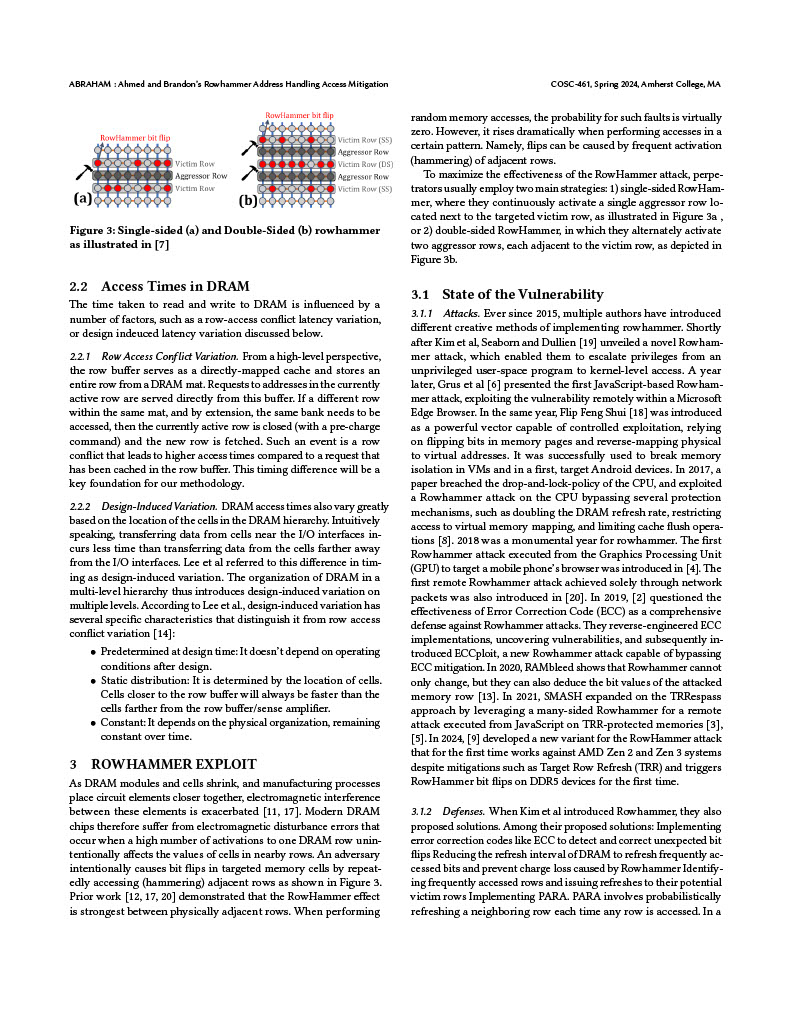 ABRAHAM : Ahmed and Brandon's Rowhammer Address Handling Access Mitigation
COSC-461, Spring 2024, Amherst College, MA
RowHammer bit flip
Victim Row
Aggressor Row
Victim Row
(a)
RowHammer bit flip
Victim Row (SS)
Aggressor Row
Victim Row (DS)
Aggressor Row
Victim Row (SS)
(b)
Figure 3: Single-sided (a) and Double-Sided (b) rowhammer
as illustrated in [7]
2.2 Access Times in DRAM
The time taken to read and write to DRAM is influenced by a
number of factors, such as a row-access conflict latency variation,
or design indeuced latency variation discussed below.
2.2.1 Row Access Conflict Variation. From a high-level perspective,
the row buffer serves as a directly-mapped cache and stores an
entire row from a DRAM mat. Requests to addresses in the currently
active row are served directly from this buffer. If a different row
within the same mat, and by extension, the same bank needs to be
accessed, then the currently active row is closed (with a pre-charge
command) and the new row is fetched. Such an event is a row
conflict that leads to higher access times compared to a request that
has been cached in the row buffer. This timing difference will be a
key foundation for our methodology.
2.2.2 Design-Induced Variation. DRAM access times also vary greatly
based on the location of the cells in the DRAM hierarchy. Intuitively
speaking, transferring data from cells near the I/O interfaces in-
curs less time than transferring data from the cells farther away
from the I/O interfaces. Lee et al referred to this difference in tim-
ing as design-induced variation. The organization of DRAM in a
multi-level hierarchy thus introduces design-induced variation on
multiple levels. According to Lee et al., design-induced variation has
several specific characteristics that distinguish it from row access
conflict variation [14]:
• Predetermined at design time: It doesn't depend on operating
conditions after design.
• Static distribution: It is determined by the location of cells.
Cells closer to the row buffer will always be faster than the
cells farther from the row buffer/sense amplifier.
• Constant: It depends on the physical organization, remaining
constant over time.
3 ROWHAMMER EXPLOIT
As DRAM modules and cells shrink, and manufacturing processes
place circuit elements closer together, electromagnetic interference
between these elements is exacerbated [11, 17]. Modern DRAM
chips therefore suffer from electromagnetic disturbance errors that
occur when a high number of activations to one DRAM row unin-
tentionally affects the values of cells in nearby rows. An adversary
intentionally causes bit flips in targeted memory cells by repeat-
edly accessing (hammering) adjacent rows as shown in Figure 3.
Prior work [12, 17, 20] demonstrated that the RowHammer effect
is strongest between physically adjacent rows. When performing
random memory accesses, the probability for such faults is virtually
zero. However, it rises dramatically when performing accesses in a
certain pattern. Namely, flips can be caused by frequent activation
(hammering) of adjacent rows.
To maximize the effectiveness of the RowHammer attack, perpe-
trators usually employ two main strategies: 1) single-sided RowHam-
mer, where they continuously activate a single aggressor row lo-
cated next to the targeted victim row, as illustrated in Figure 3a ,
or 2) double-sided RowHammer, in which they alternately activate
two aggressor rows, each adjacent to the victim row, as depicted in
Figure 3b.
3.1 State of the Vulnerability
3.1.1 Attacks. Ever since 2015, multiple authors have introduced
different creative methods of implementing rowhammer. Shortly
after Kim et al, Seaborn and Dullien [19] unveiled a novel Rowham-
mer attack, which enabled them to escalate privileges from an
unprivileged user-space program to kernel-level access. A year
later, Grus et al [6] presented the first JavaScript-based Rowham-
mer attack, exploiting the vulnerability remotely within a Microsoft
Edge Browser. In the same year, Flip Feng Shui [18] was introduced
as a powerful vector capable of controlled exploitation, relying
on flipping bits in memory pages and reverse-mapping physical
to virtual addresses. It was successfully used to break memory
isolation in VMs and in a first, target Android devices. In 2017, a
paper breached the drop-and-lock-policy of the CPU, and exploited
a Rowhammer attack on the CPU bypassing several protection
mechanisms, such as doubling the DRAM refresh rate, restricting
access to virtual memory mapping, and limiting cache flush opera-
tions [8]. 2018 was a monumental year for rowhammer. The first
Rowhammer attack executed from the Graphics Processing Unit
(GPU) to target a mobile phone's browser was introduced in [4]. The
first remote Rowhammer attack achieved solely through network
packets was also introduced in [20]. In 2019, [2] questioned the
effectiveness of Error Correction Code (ECC) as a comprehensive
defense against Rowhammer attacks. They reverse-engineered ECC
implementations, uncovering vulnerabilities, and subsequently in-
troduced ECCploit, a new Rowhammer attack capable of bypassing
ECC mitigation. In 2020, RAMbleed shows that Rowhammer cannot
only change, but they can also deduce the bit values of the attacked
memory row [13]. In 2021, SMASH expanded on the TRRespass
approach by leveraging a many-sided Rowhammer for a remote
attack executed from JavaScript on TRR-protected memories [3],
[5]. In 2024, [9] developed a new variant for the RowHammer attack
that for the first time works against AMD Zen 2 and Zen 3 systems
despite mitigations such as Target Row Refresh (TRR) and triggers
RowHammer bit flips on DDR5 devices for the first time.
3.1.2 Defenses. When Kim et al introduced Rowhammer, they also
proposed solutions. Among their proposed solutions: Implementing
error correction codes like ECC to detect and correct unexpected bit
flips Reducing the refresh interval of DRAM to refresh frequently ac-
cessed bits and prevent charge loss caused by Rowhammer Identify-
ing frequently accessed rows and issuing refreshes to their potential
victim rows Implementing PARA. PARA involves probabilistically
refreshing a neighboring row each time any row is accessed. In a